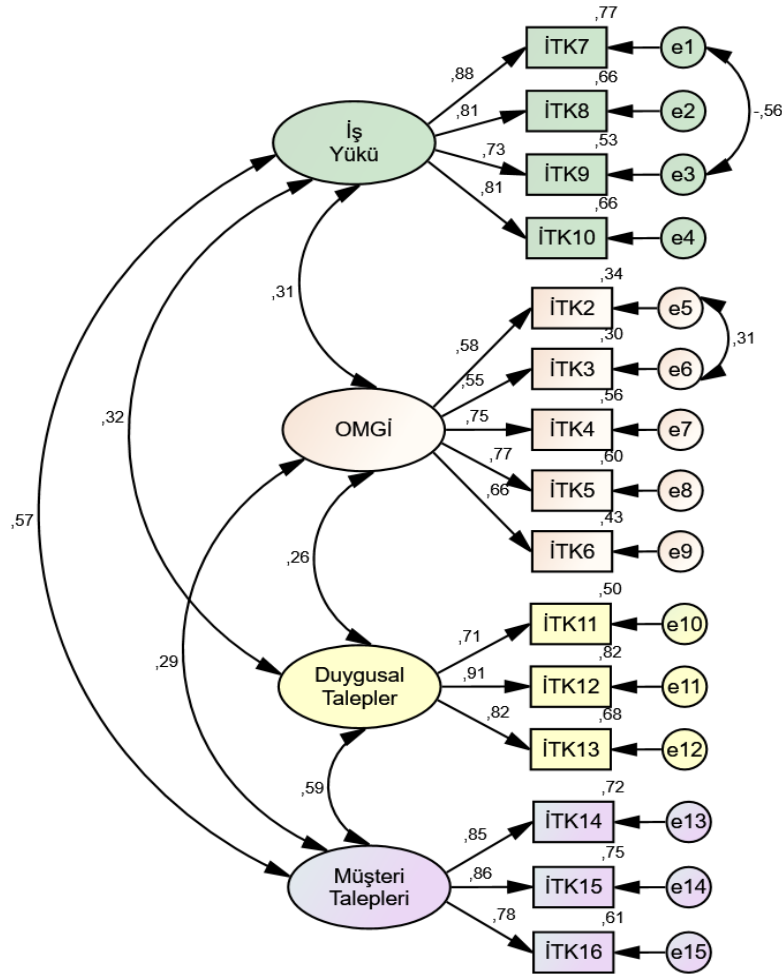 ,77
İTK7
e1
,88
,66
İTK8
e2
,81
-,56
İş
Yükü
,53
İTK9
e3
,73
,66
İTK10
e4
,81
,31
,34
İTK2
e5
,58
,30
İTK3
e6
,31
,55
,32
OMGİ
,56
İTK4
e7
,75
,60
İTK5
e8
,77
,43
İTK6
e9
,66
,57
,26
,50
İTK11
e10
,71
,29
Duygusal
Talepler
,82
İTK12
e11
,91
,68
İTK13
e12
,82
,59
,72
İTK14
e13
,85
Müşteri
Talepleri
,75
İTK15
e14
,86
,61
İTK16
e15
,78